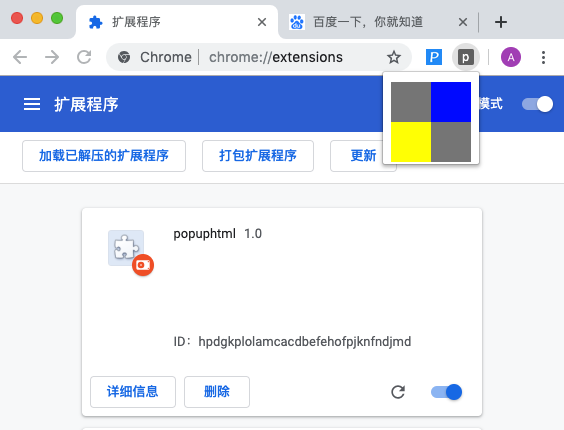 扩展程序
百度一下，你就知道
Chrome | chrome://extensions
P
p
A
扩展程序
模式
加载已解压的扩展程序
打包扩展程序
更新
popuphtml 1.0
ID：hpdgkplolamcacdbefehofpjknfndjmd
详细信息
删除